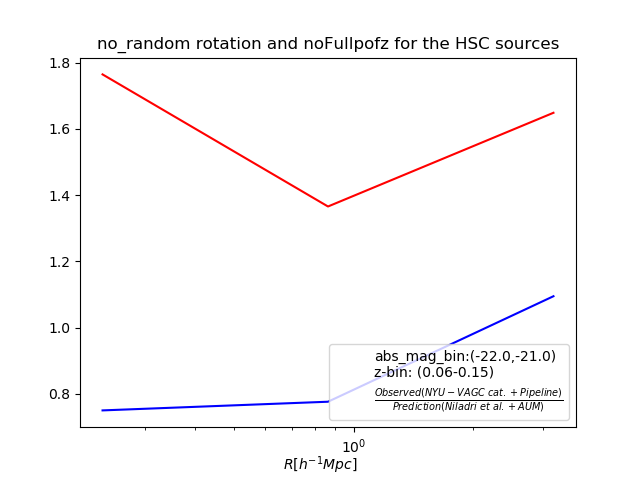 no_random rotation and noFullpofz for the HSC sources
1.8
1.6
1.4
1.2
1.0
0.8
abs_mag_bin:(-22.0,-21.0)
z-bin: (0.06-0.15)
Observed(NYU − VAGC cat. + Pipeline)
Prediction(Niladri et al. + AUM)
10⁰
R[h⁻¹Mpc]